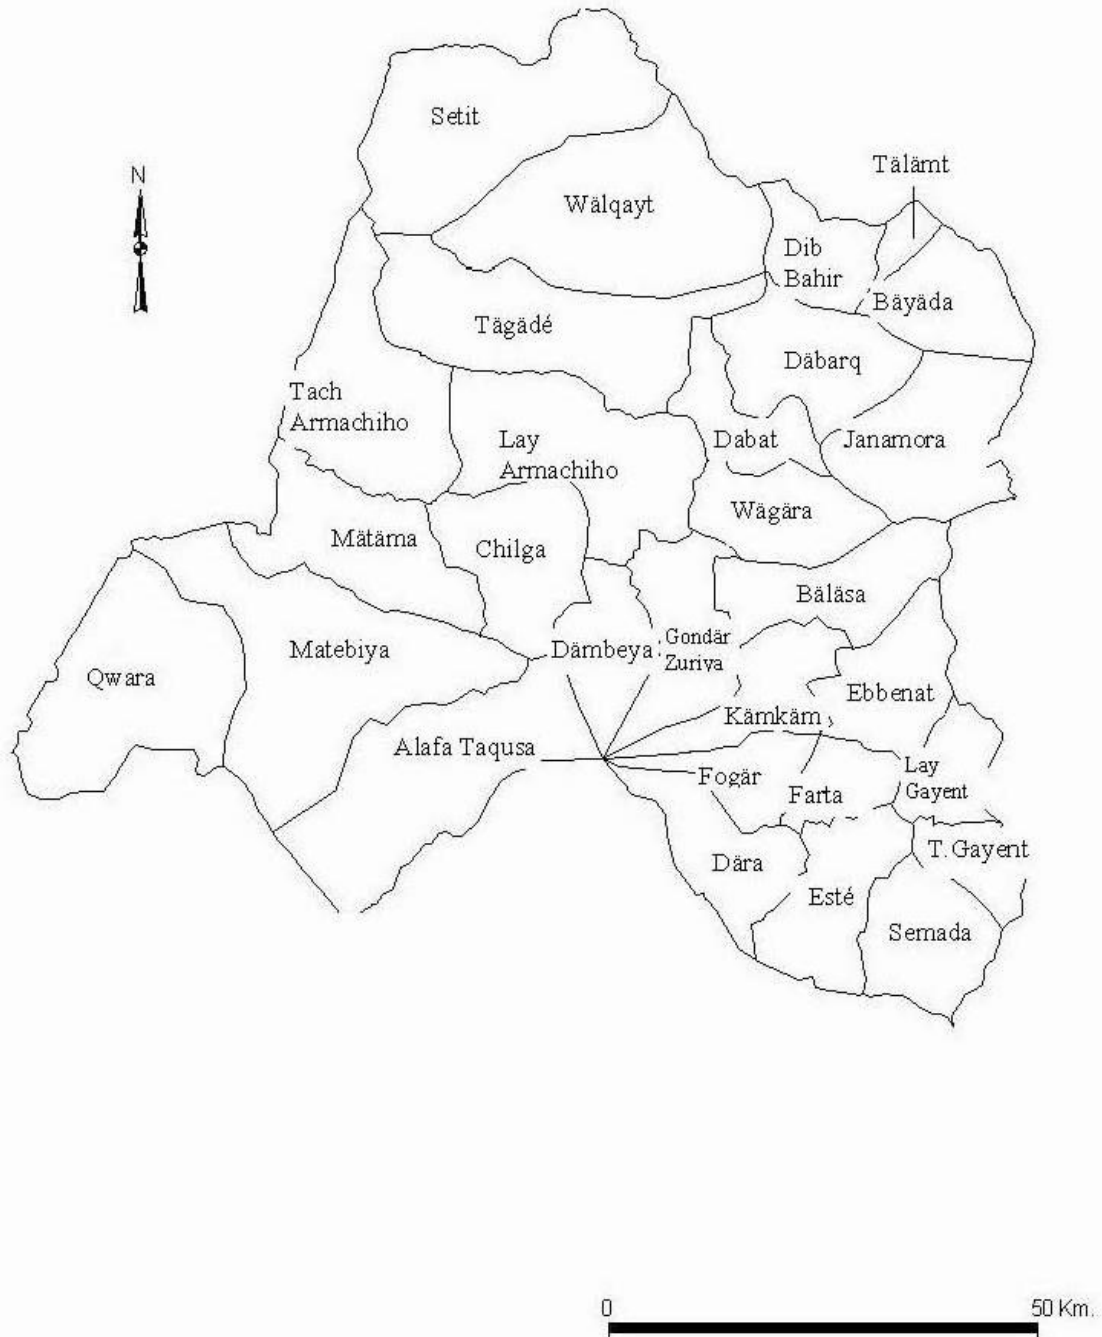 Setit
N
Tälämt
Wälqayt
Dib
Bahir
Bäyäda
Tägädé
Däbarq
Tach
Armachiho
Lay
Armachiho
Dabat
Janamora
Wägära
Mätäma
Chilga
Bäläsa
Matebiya
Dämbeya
Gondär
Zuriya
Qwara
Ebbenat
Kämkäm
Alafa Taqusa
Fogär
Lay
Gayent
Farta
T.Gayent
Dära
Esté
Semada
0
50 Km.